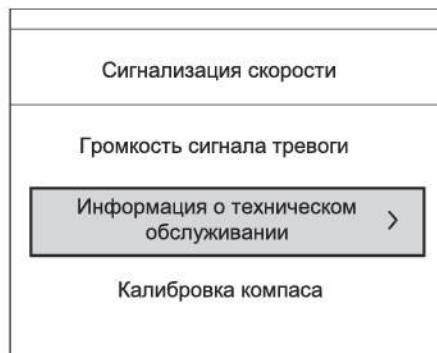 Сигнализация скорости
Громкость сигнала тревоги
Информация о техническом
обслуживании
Калибровка компаса